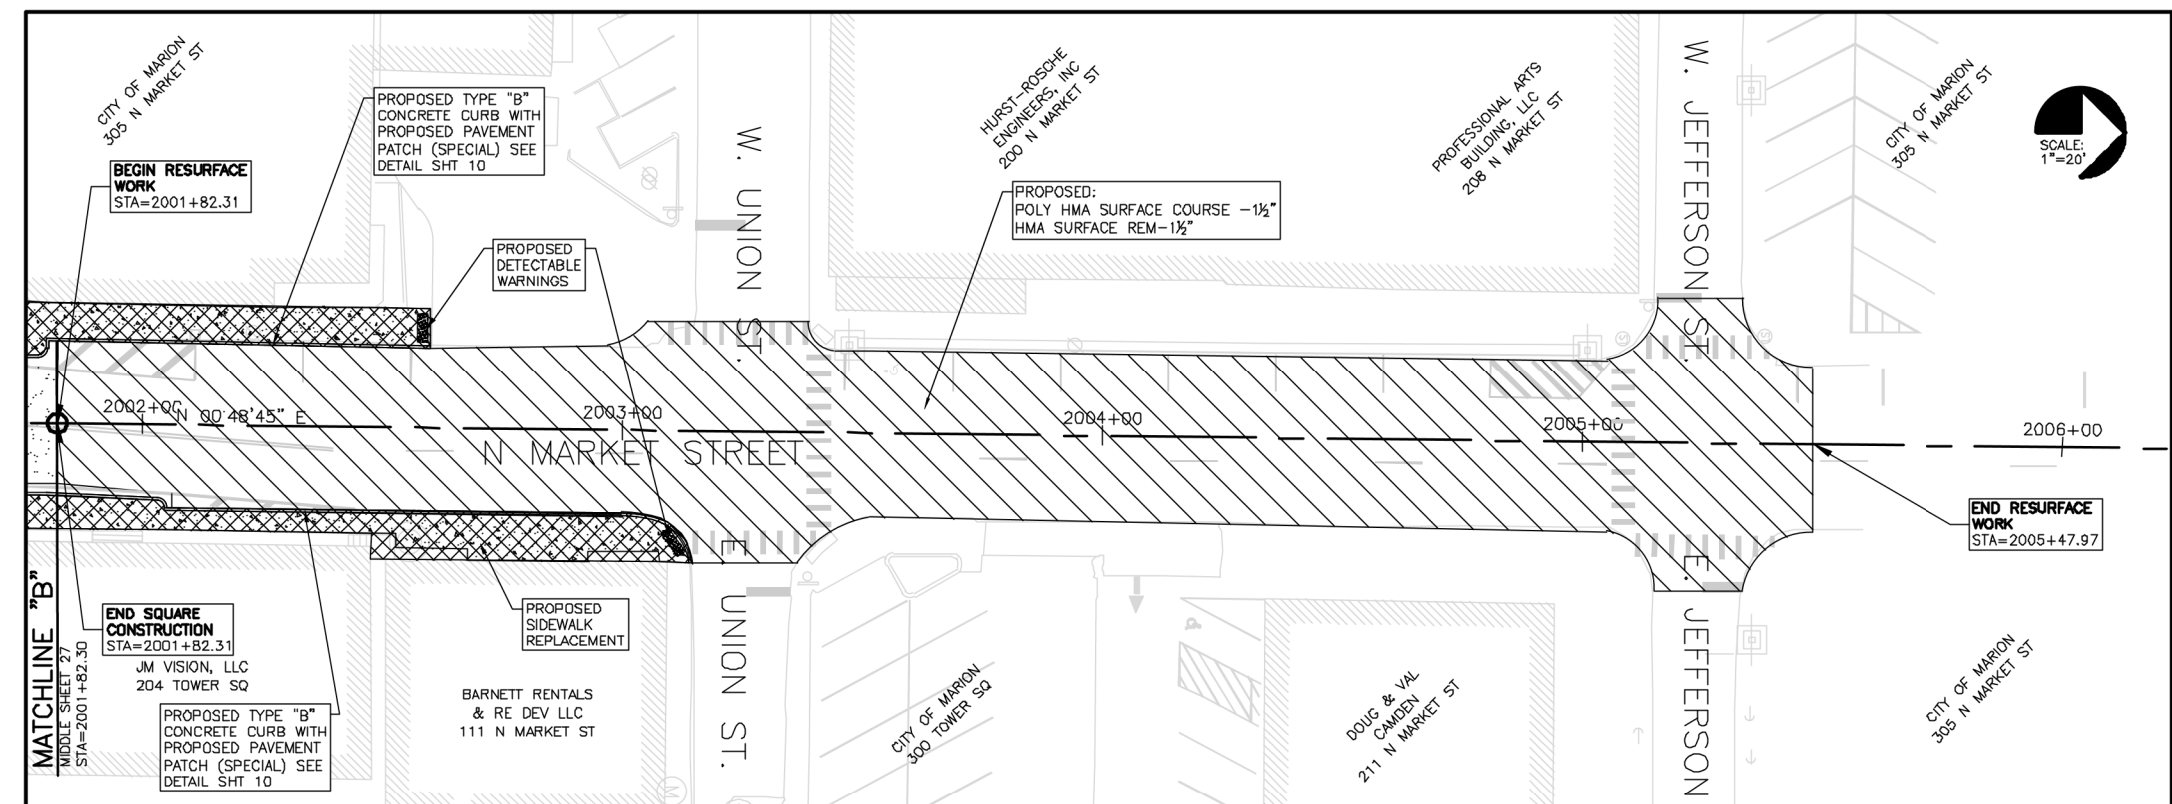 CITY OF MARION
305 N MARKET ST
BEGIN RESURFACE
WORK
STA=2001+82.31
PROPOSED TYPE "B"
CONCRETE CURB WITH
PROPOSED PAVEMENT
PATCH (SPECIAL) SEE
DETAIL SHT 10
PROPOSED
DETECTABLE
WARNINGS
W. UNION ST.
HURST-ROSCHE
ENGINEERS, INC
200 N MARKET ST
PROPOSED:
POLY HMA SURFACE COURSE -1½"
HMA SURFACE REM-1½"
PROFESSIONAL ARTS
BUILDING, LLC
208 N MARKET ST
W. JEFFERSON ST.
CITY OF MARION
305 N MARKET ST
SCALE:
1"=20'
2002+00
N 00°48'45" E
2003+00
N MARKET STREET
2004+00
2005+00
2006+00
END RESURFACE
WORK
STA=2005+47.97
MATCHLINE "B"
MIDDLE SHEET 27
STA=2001+82.30
END SQUARE
CONSTRUCTION
STA=2001+82.31
JM VISION, LLC
204 TOWER SQ
PROPOSED TYPE "B"
CONCRETE CURB WITH
PROPOSED PAVEMENT
PATCH (SPECIAL) SEE
DETAIL SHT 10
PROPOSED
SIDEWALK
REPLACEMENT
BARNETT RENTALS
& RE DEV LLC
111 N MARKET ST
E UNION ST.
CITY OF MARION
300 TOWER SQ
DOUG & VAL
CAMDEN
211 N MARKET ST
E. JEFFERSON
CITY OF MARION
305 N MARKET ST